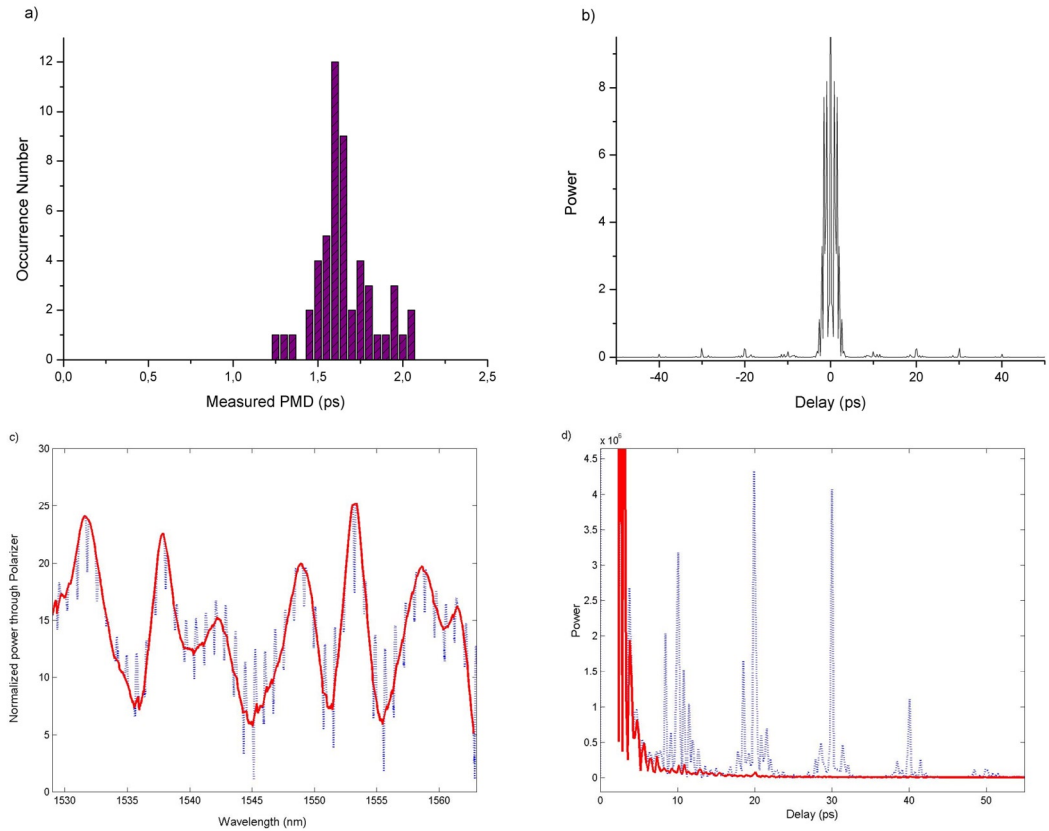 a)
12
10
8
6
4
2
0
Occurrence Number
0,0 0,5 1,0 1,5 2,0 2,5
Measured PMD (ps)
b)
8
6
4
2
0
Power
-40 -20 0 20 40
Delay (ps)
c)
30
25
20
15
10
5
0
Normalized power through Polarizer
1530 1535 1540 1545 1550 1555 1560
Wavelength (nm)
d)
x 10^5
4.5
4
3.5
3
2.5
2
1.5
1
0.5
0
Power
0 10 20 30 40 50
Delay (ps)